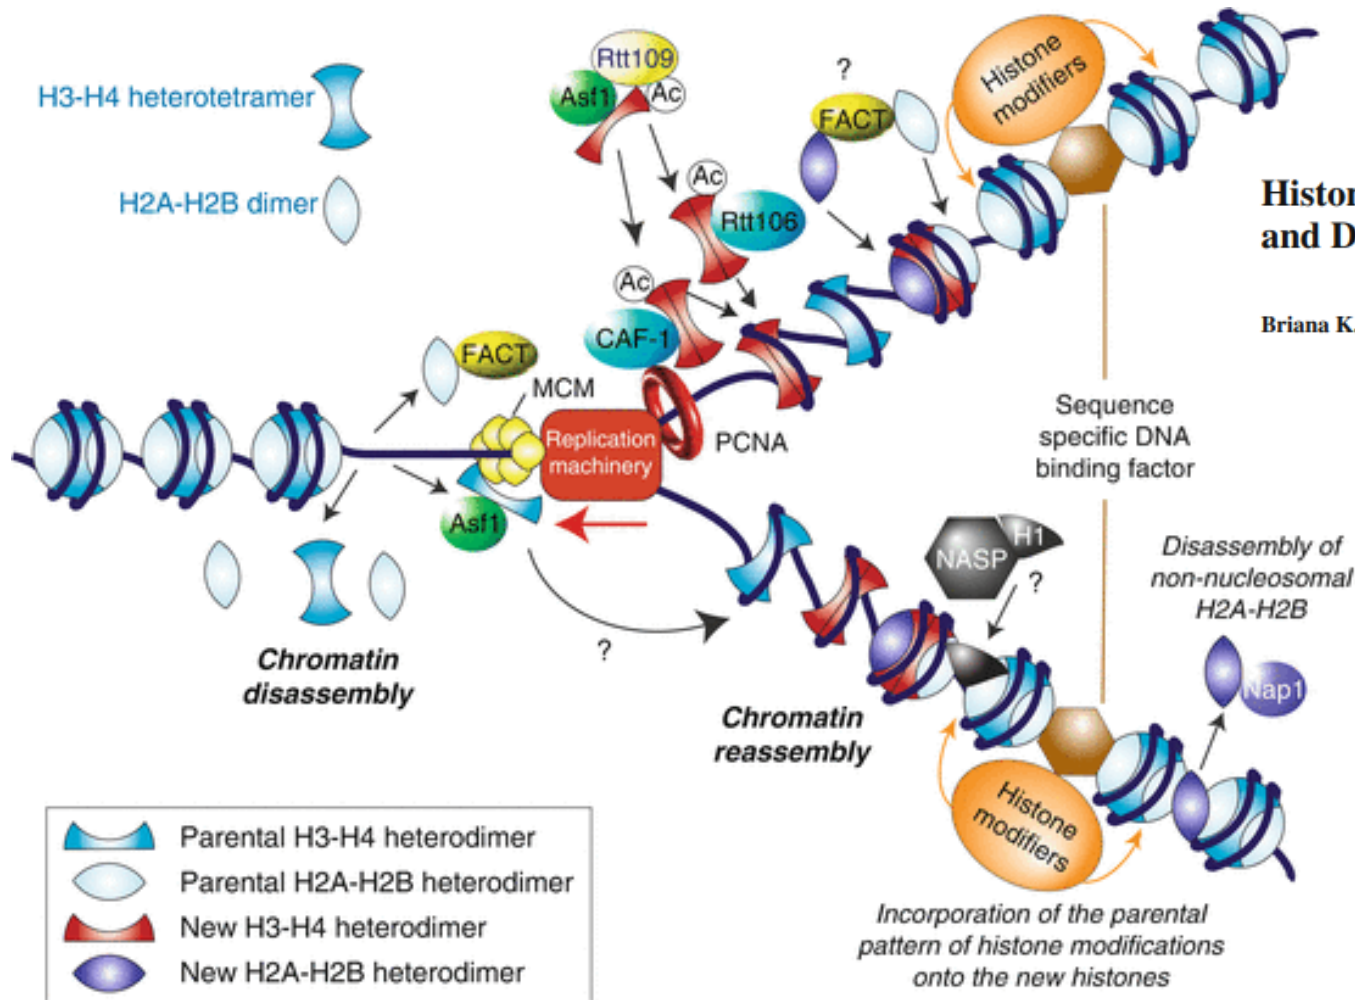 H3-H4 heterotetramer
H2A-H2B dimer
Rtt109
Asf1
Ac
Ac
Rtt106
Ac
CAF-1
?
FACT
Histone
modifiers
Histor
and D
Briana K.
FACT
MCM
Replication
machinery
PCNA
Asf1
Sequence
specific DNA
binding factor
NASP
H1
?
Disassembly of
non-nucleosomal
H2A-H2B
Nap1
?
Chromatin
disassembly
Chromatin
reassembly
Histone
modifiers
Parental H3-H4 heterodimer
Parental H2A-H2B heterodimer
New H3-H4 heterodimer
New H2A-H2B heterodimer
Incorporation of the parental
pattern of histone modifications
onto the new histones